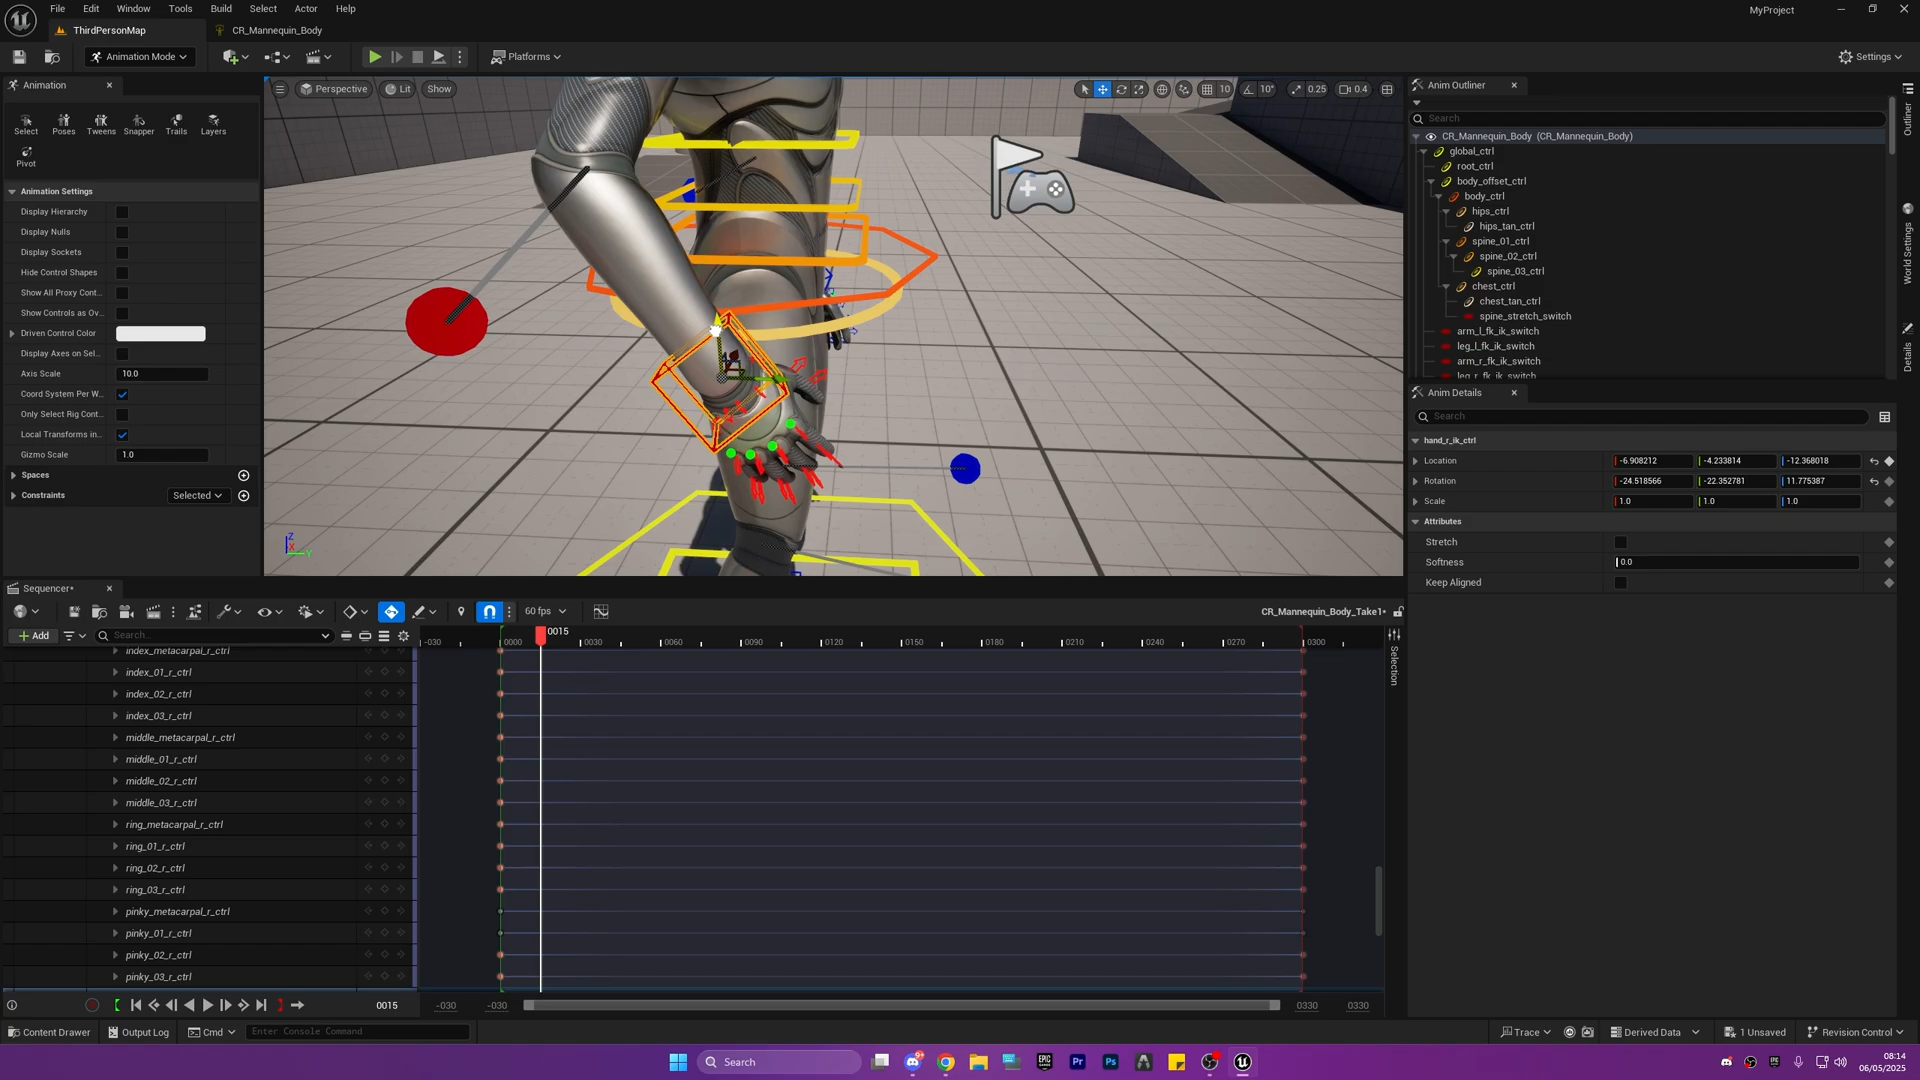 File Edit Window Tools Build Select Actor Help
MyProject
ThirdPersonMap
CR_Mannequin_Body
Animation Mode
Platforms
Settings
Animation
Select Poses Tweens Snapper Trails Layers
Pivot
Animation Settings
Display Hierarchy
Display Nulls
Display Sockets
Hide Control Shapes
Show All Proxy Cont...
Show Controls as Ov...
Driven Control Color
Display Axes on Sel...
Axis Scale 10.0
Coord System Per W...
Only Select Rig Cont...
Local Transforms in...
Gizmo Scale 1.0
Spaces
Constraints Selected
Perspective Lit Show
10 10° 0.25 0.4
Z
X
Y
Anim Outliner
Search
CR_Mannequin_Body (CR_Mannequin_Body)
global_ctrl
root_ctrl
body_offset_ctrl
body_ctrl
hips_ctrl
hips_tan_ctrl
spine_01_ctrl
spine_02_ctrl
spine_03_ctrl
chest_ctrl
chest_tan_ctrl
spine_stretch_switch
arm_l_fk_ik_switch
leg_l_fk_ik_switch
arm_r_fk_ik_switch
leg_r_fk_ik_switch
Outliner
World Settings
Details
Anim Details
Search
hand_r_ik_ctrl
Location -6.908212 -4.233814 -12.368018
Rotation -24.518566 -22.352781 11.775387
Scale 1.0 1.0 1.0
Attributes
Stretch
Softness 0.0
Keep Aligned
Sequencer*
60 fps
CR_Mannequin_Body_Take1*
Add
Search...
-030 0000 0015 0030 0060 0090 0120 0150 0180 0210 0240 0270 0300
Selection
index_metacarpal_r_ctrl
index_01_r_ctrl
index_02_r_ctrl
index_03_r_ctrl
middle_metacarpal_r_ctrl
middle_01_r_ctrl
middle_02_r_ctrl
middle_03_r_ctrl
ring_metacarpal_r_ctrl
ring_01_r_ctrl
ring_02_r_ctrl
ring_03_r_ctrl
pinky_metacarpal_r_ctrl
pinky_01_r_ctrl
pinky_02_r_ctrl
pinky_03_r_ctrl
0015 -030 -030 0330 0330
Content Drawer Output Log Cmd Enter Console Command
Trace Derived Data 1 Unsaved Revision Control
Search
EPIC GAMES
Pr
Ps
08:14
06/05/2025